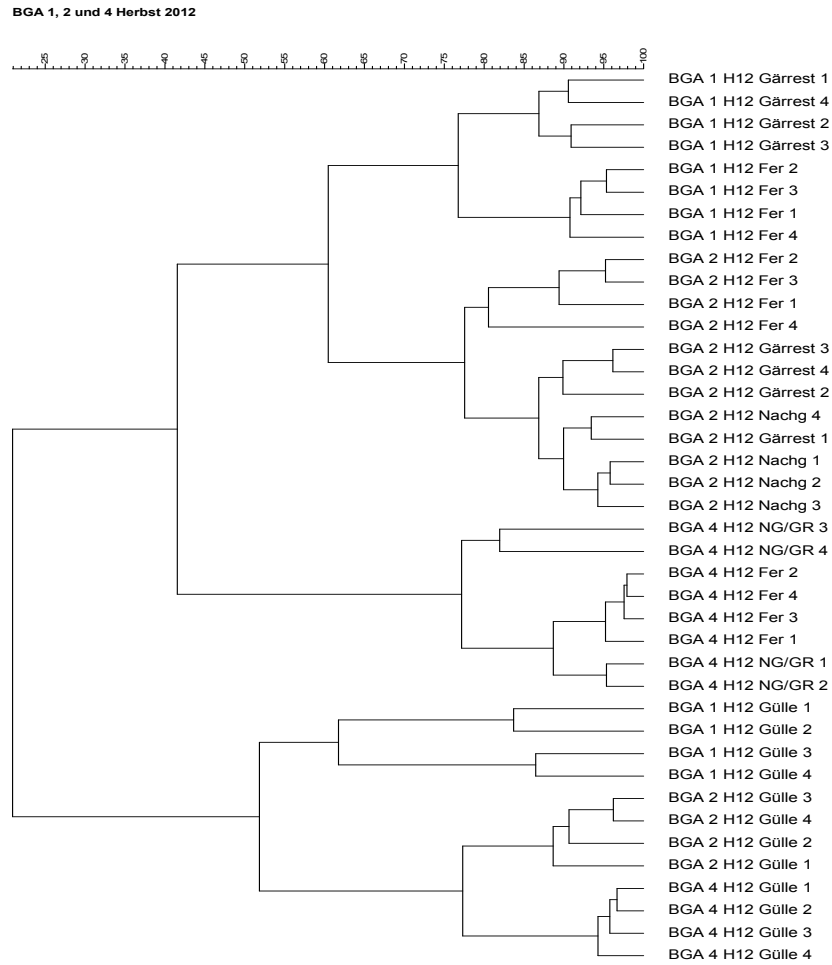 BGA 1, 2 und 4 Herbst 2012
25 30 35 40 45 50 55 60 65 70 75 80 85 90 95 100
BGA 1 H12 Gärrest 1
BGA 1 H12 Gärrest 4
BGA 1 H12 Gärrest 2
BGA 1 H12 Gärrest 3
BGA 1 H12 Fer 2
BGA 1 H12 Fer 3
BGA 1 H12 Fer 1
BGA 1 H12 Fer 4
BGA 2 H12 Fer 2
BGA 2 H12 Fer 3
BGA 2 H12 Fer 1
BGA 2 H12 Fer 4
BGA 2 H12 Gärrest 3
BGA 2 H12 Gärrest 4
BGA 2 H12 Gärrest 2
BGA 2 H12 Nachg 4
BGA 2 H12 Gärrest 1
BGA 2 H12 Nachg 1
BGA 2 H12 Nachg 2
BGA 2 H12 Nachg 3
BGA 4 H12 NG/GR 3
BGA 4 H12 NG/GR 4
BGA 4 H12 Fer 2
BGA 4 H12 Fer 4
BGA 4 H12 Fer 3
BGA 4 H12 Fer 1
BGA 4 H12 NG/GR 1
BGA 4 H12 NG/GR 2
BGA 1 H12 Gülle 1
BGA 1 H12 Gülle 2
BGA 1 H12 Gülle 3
BGA 1 H12 Gülle 4
BGA 2 H12 Gülle 3
BGA 2 H12 Gülle 4
BGA 2 H12 Gülle 2
BGA 2 H12 Gülle 1
BGA 4 H12 Gülle 1
BGA 4 H12 Gülle 2
BGA 4 H12 Gülle 3
BGA 4 H12 Gülle 4